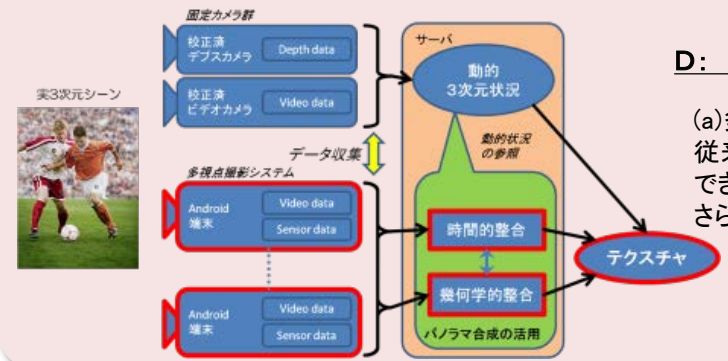 固定カメラ群
校正済
デプスカメラ
Depth data
校正済
ビデオカメラ
Video data
実3次元シーン
データ収集
多視点撮影システム
Android
端末
Video data
Sensor data
Android
端末
Video data
Sensor data
サーバ
動的
3次元状況
動的状況
の参照
時間的整合
幾何学的整合
パノラマ合成の活用
テクスチャ
D:
(a)
従来
でき
さら